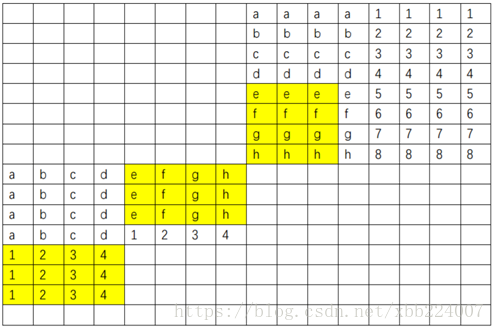 a a a a 1 1 1 1
b b b b 2 2 2 2
c c c c 3 3 3 3
d d d d 4 4 4 4
e e e e 5 5 5 5
f f f f 6 6 6 6
g g g g 7 7 7 7
h h h h 8 8 8 8
a b c d e f g h
a b c d e f g h
a b c d e f g h
a b c d 1 2 3 4
1 2 3 4
1 2 3 4
1 2 3 4
https://blog.csdn.net/xbb224007